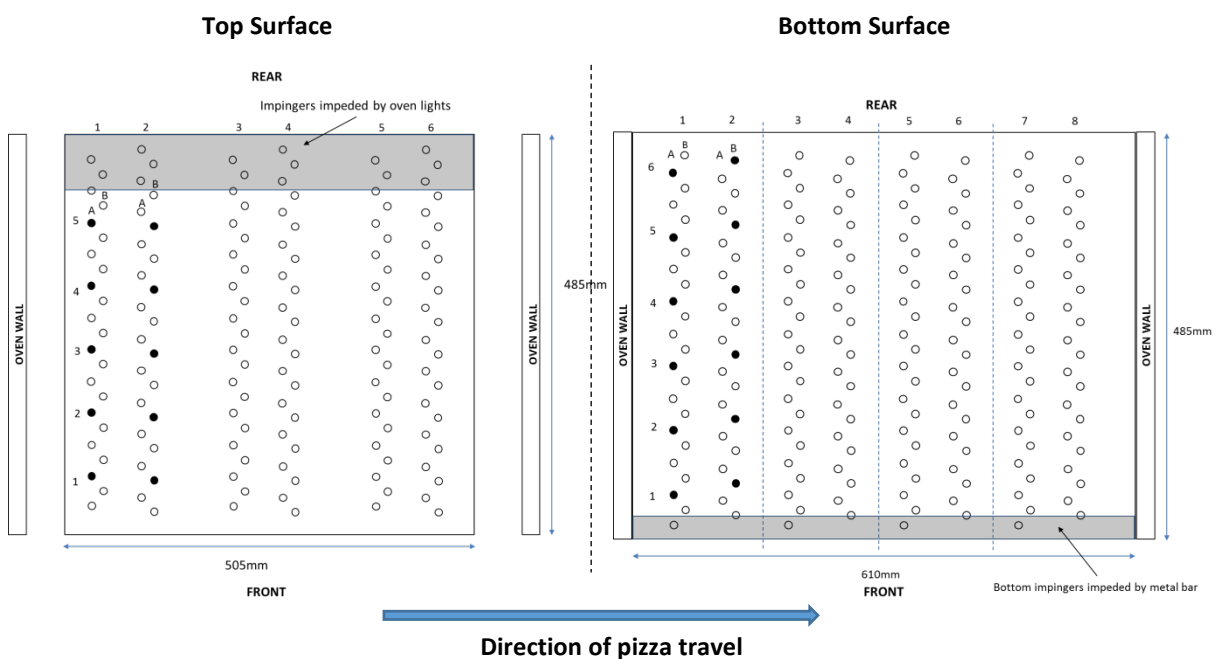 Top Surface
Bottom Surface
REAR
Impingers impeded by oven lights
REAR
1 2 3 4 5 6
1 2 3 4 5 6 7 8
A B A B
A B A B
5
4
3
2
1
6
5
4
3
2
1
OVEN WALL
OVEN WALL
OVEN WALL
OVEN WALL
485mm
485mm
505mm
610mm
FRONT
FRONT
Bottom impingers impeded by metal bar
Direction of pizza travel